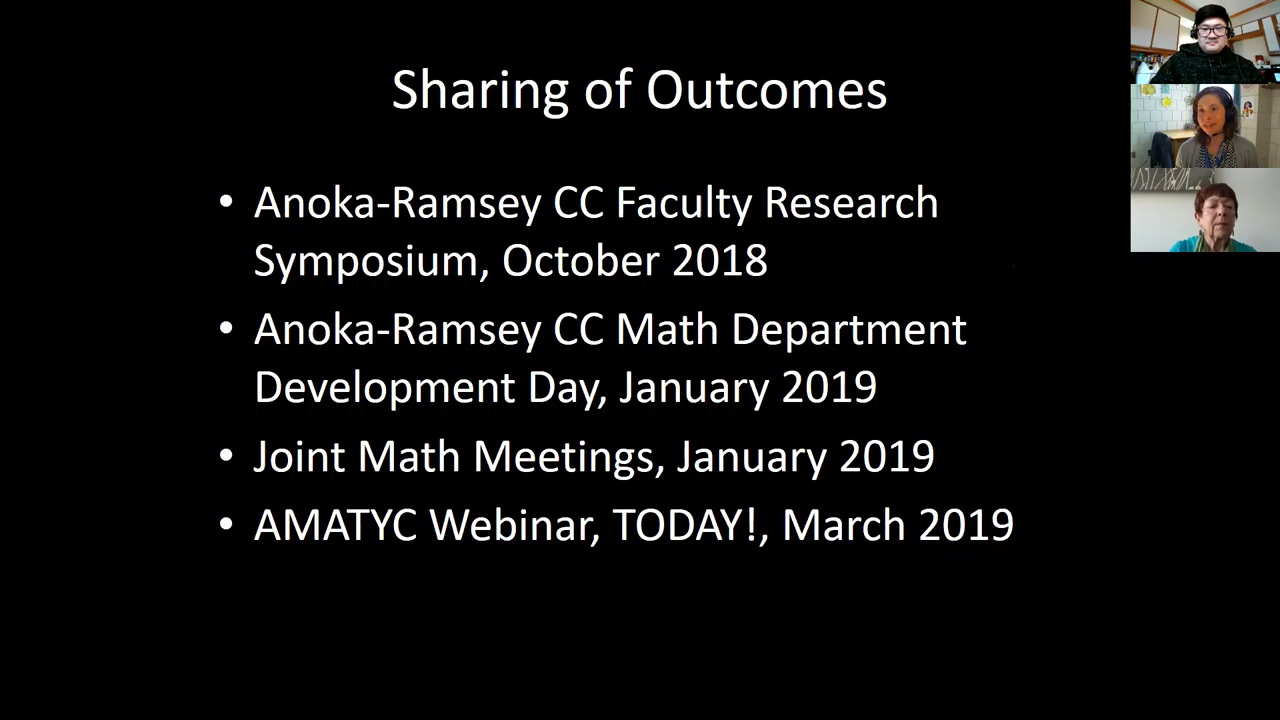 Sharing of Outcomes
• Anoka-Ramsey CC Faculty Research
Symposium, October 2018
• Anoka-Ramsey CC Math Department
Development Day, January 2019
• Joint Math Meetings, January 2019
• AMATYC Webinar, TODAY!, March 2019